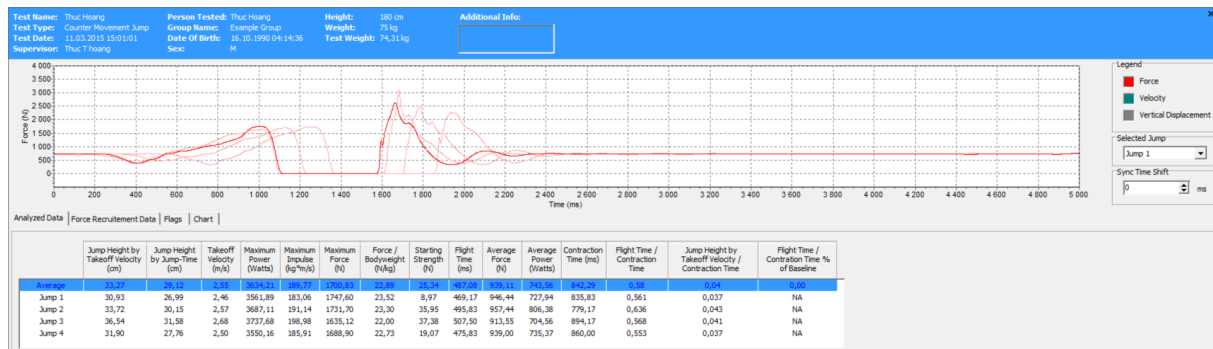 Test Name: Thuc Hoang Person Tested: Thuc Hoang Height: 180 cm Additional Info:
Test Type: Counter Movement Jump Group Name: Example Group Weight: 75 kg
Test Date: 11.03.2015 15:01:01 Date Of Birth: 16.10.1990 04:14:36 Test Weight: 74,31 kg
Supervisor: Thuc T hoang Sex: M
4 000
3 500
3 000
2 500
2 000
1 500
1 000
500
0
Force (N)
0 200 400 600 800 1 000 1 200 1 400 1 600 1 800 2 000 2 200 2 400 2 600 2 800 3 000 3 200 3 400 3 600 3 800 4 000 4 200 4 400 4 600 4 800 5 000
Time (ms)
Legend
Force
Velocity
Vertical Displacement
Selected Jump
Jump 1
Sync Time Shift
0 ms
Analyzed Data Force Recruitment Data Flags Chart
Jump Height by Jump Height Takeoff Maximum Maximum Maximum Force / Starting Flight Average Average Contraction Flight Time / Jump Height by Flight Time /
Takeoff Velocity by Jump-Time Velocity Power Impulse Force Bodyweight Strength Time Force Power Time (ms) Contraction Takeoff Velocity / Contration Time %
(cm) (cm) (m/s) (Watts) (kg*m/s) (N) (N/kg) (N) (ms) (N) (Watts) Time Contraction Time of Baseline
Average 33,27 29,12 2,55 3634,21 189,77 1700,83 22,89 25,34 487,08 939,11 743,56 842,29 0,58 0,04 0,00
Jump 1 30,93 26,99 2,46 3561,89 183,06 1747,60 23,52 8,97 469,17 946,44 727,94 835,83 0,561 0,037 NA
Jump 2 33,72 30,15 2,57 3687,11 191,14 1731,70 23,30 35,95 495,83 957,44 806,38 779,17 0,636 0,043 NA
Jump 3 36,54 31,58 2,68 3737,68 198,98 1635,12 22,00 37,38 507,50 913,55 704,56 894,17 0,568 0,041 NA
Jump 4 31,90 27,76 2,50 3550,16 185,91 1688,90 22,73 19,07 475,83 939,00 735,37 860,00 0,553 0,037 NA